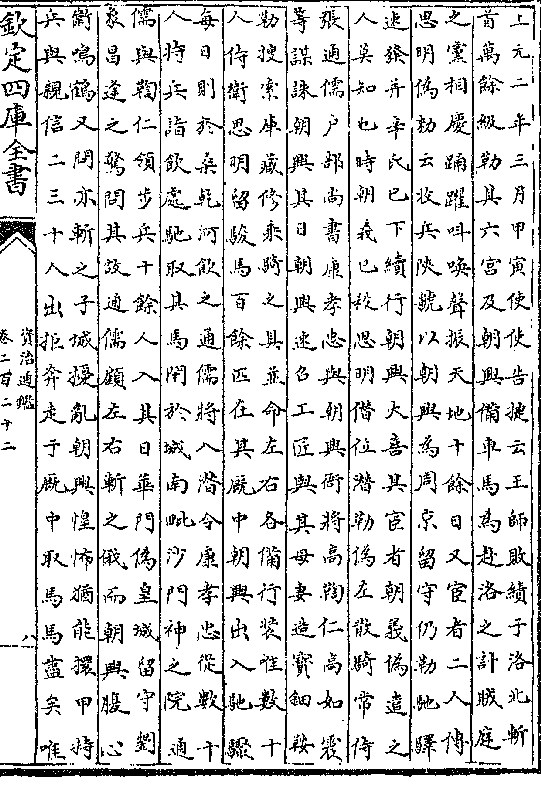 上元二年三月甲寅使使告捷云王師敗績于洛北斬
首萬餘級勒其六宮及朝興備車馬為赴洛之計賊庭
之黨相慶踊躍叫喚聲振天地十餘日又宦者二人傳
思明偽勅云收兵陝虢以朝興為周京留守仍勒馳驛
速發并辛氏已下續行朝興大喜其宦者朝義偽遣之
人莫知也時朝義已殺思明僭位潛勒偽左散騎常侍
張通儒户部尚書康孝忠與朝興衙將高鞫仁高如震
等謀誅朝興其日朝興速召工匠與其母妻造寶鈿鞍
勒搜索庫藏修乘騎之具並命左右各備行裝惟數十
人侍衛思明留駿馬百餘匹在其廐中朝興出入馳驟
每日則於桑乾河飲之通儒將入潛令康孝忠從數十
人持兵詣飲處馳取其馬閉於城南毗沙門神之院通
儒與鞫仁領步兵十餘人入其日華門偽皇城留守劉
象昌逢之驚問其故通儒顧左右斬之俄而朝興腹心
衛鳴鶴又問亦斬之子城擾亂朝興惶怖猶能擐甲持
兵與親信二三十人出拒奔走于廐中取馬馬盡矣唯
欽定四庫全書
資治通鑑
卷二百二十二
八